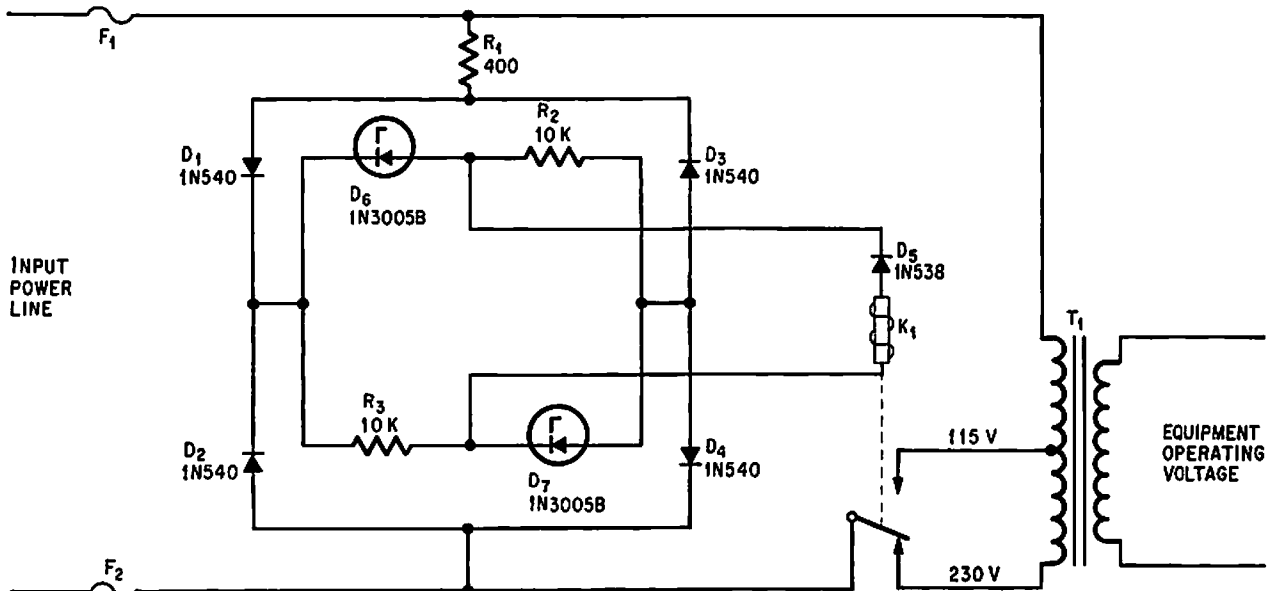 F1
R1
400
R2
10 K
D1
1N540
D3
1N540
D6
1N3005B
INPUT
POWER
LINE
D5
1N538
K1
T1
R3
10 K
D2
1N540
D4
1N540
D7
1N3005B
115 V
EQUIPMENT
OPERATING
VOLTAGE
F2
230 V